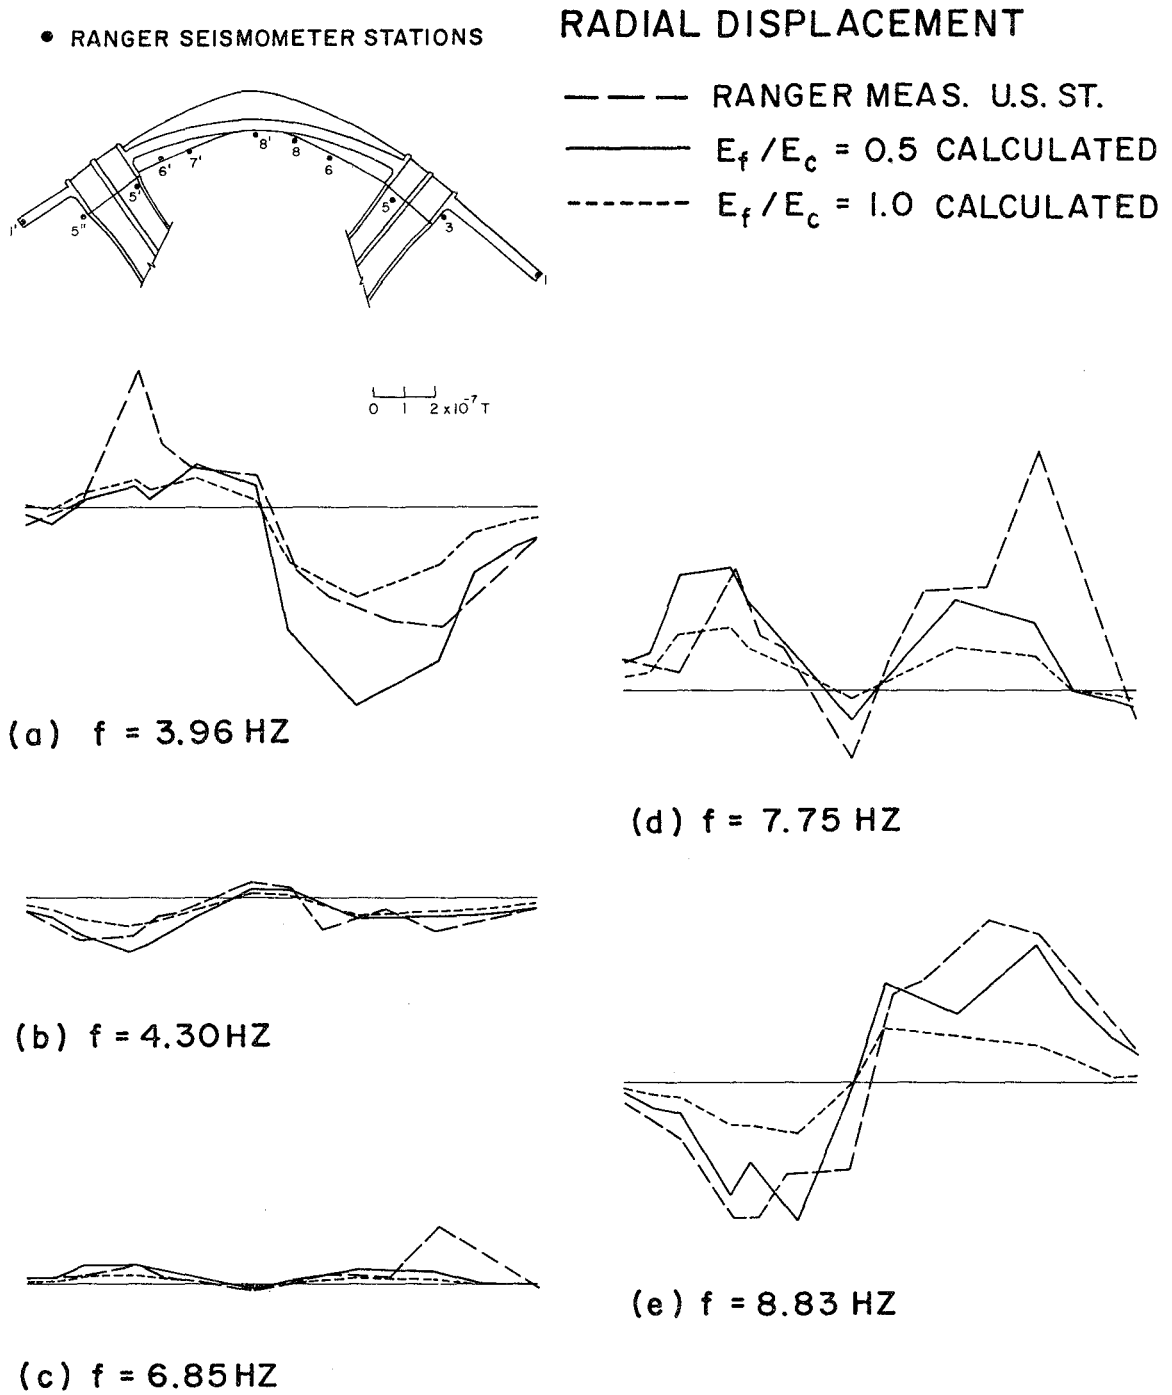 • RANGER SEISMOMETER STATIONS
RADIAL DISPLACEMENT
RANGER MEAS. U.S. ST.
E_f/E_c = 0.5 CALCULATED
E_f/E_c = 1.0 CALCULATED
1'
5"
5'
6'
7'
8'
8
6
5
3
1
0 1 2x10⁻⁷ T
(a) f = 3.96 HZ
(b) f = 4.30 HZ
(c) f = 6.85 HZ
(d) f = 7.75 HZ
(e) f = 8.83 HZ